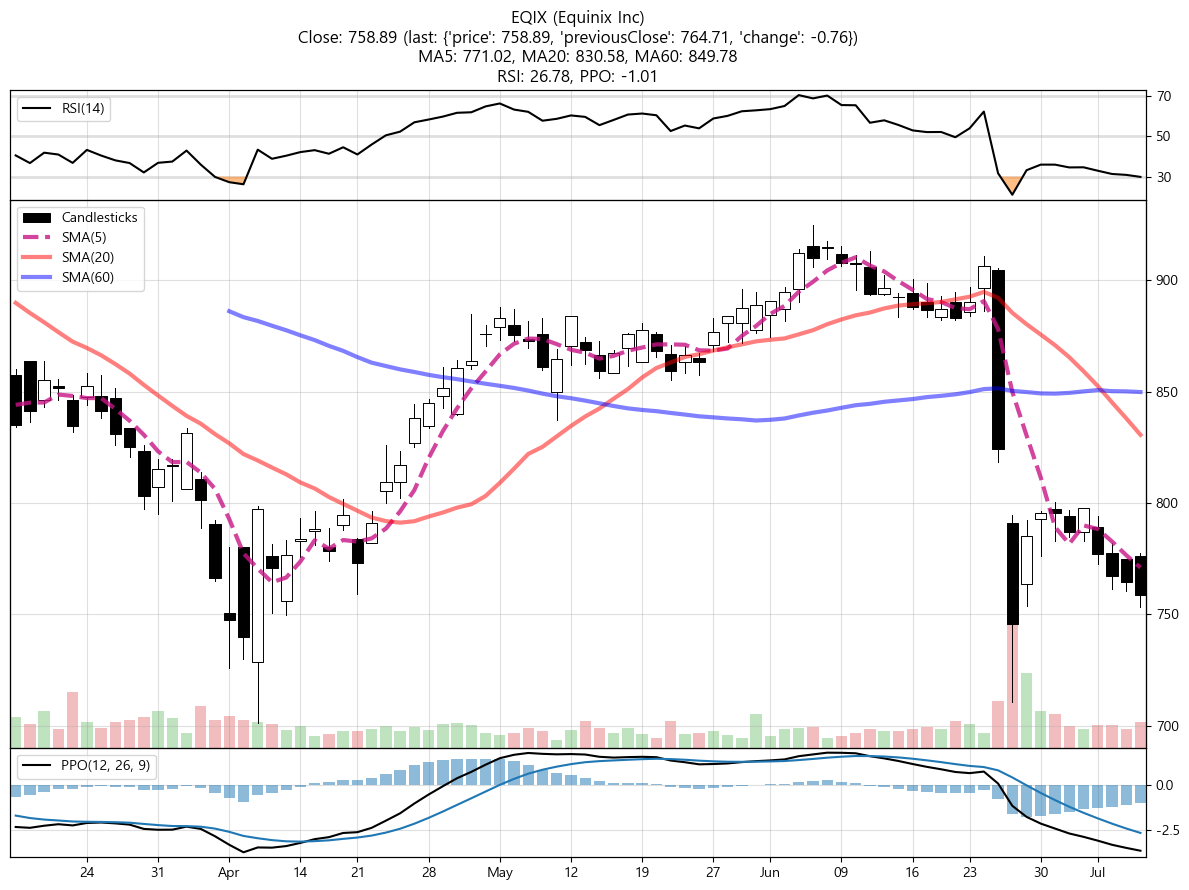 EQIX (Equinix Inc)
Close: 758.89 (last: {'price': 758.89, 'previousClose': 764.71, 'change': -0.76})
MA5: 771.02, MA20: 830.58, MA60: 849.78
RSI: 26.78, PPO: -1.01
RSI(14)
70
50
30
Candlesticks
SMA(5)
SMA(20)
SMA(60)
900
850
800
750
700
PPO(12, 26, 9)
0.0
-2.5
24 31 Apr 14 21 28 May 12 19 27 Jun 09 16 23 30 Jul